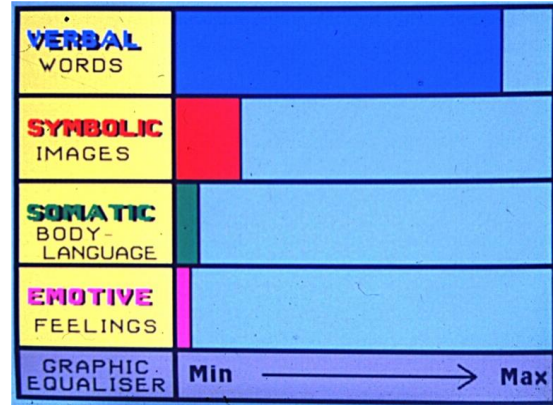 VERBAL
WORDS
SYMBOLIC
IMAGES
SOMATIC
BODY-
LANGUAGE
EMOTIVE
FEELINGS
GRAPHIC
EQUALISER
Min Max